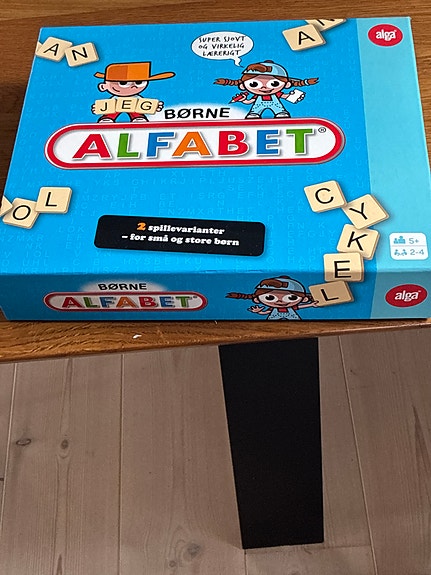 AN
A
SUPER SJOVT
OG VIRKELIG
LÆRERIGT
alga
JEG
BØRNE
ALFABET®
OL
CYKEL
2 spillevarianter
– for små og store børn
5+
2-4
BØRNE
ALFABET
alga